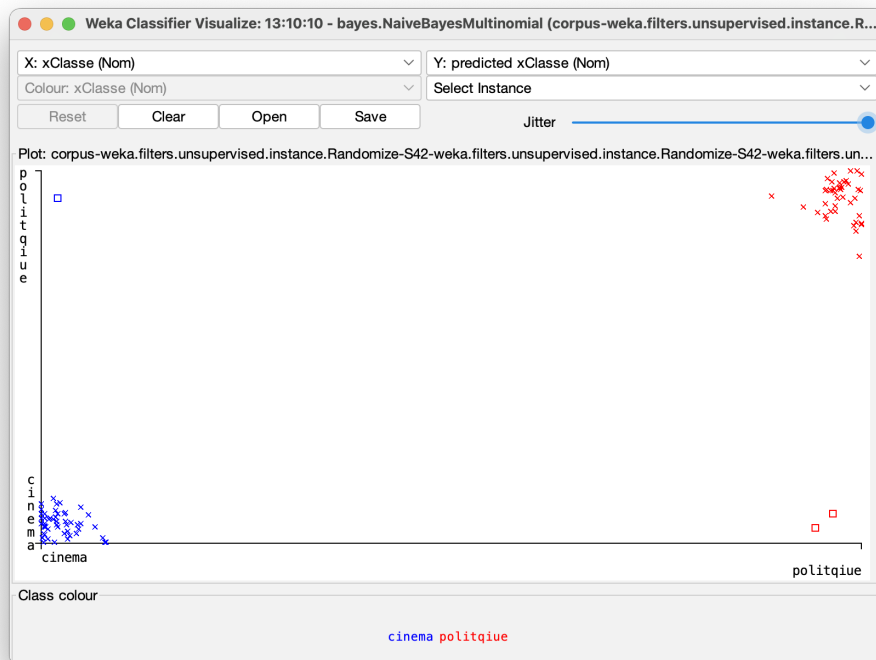 Weka Classifier Visualize: 13:10:10 - bayes.NaiveBayesMultinomial (corpus-weka.filters.unsupervised.instance.R...
X: xClasse (Nom)
Y: predicted xClasse (Nom)
Colour: xClasse (Nom)
Select Instance
Reset
Clear
Open
Save
Jitter
Plot: corpus-weka.filters.unsupervised.instance.Randomize-S42-weka.filters.unsupervised.instance.Randomize-S42-weka.filters.un...
politqiue
cinema
cinema
politqiue
Class colour
cinema politqiue